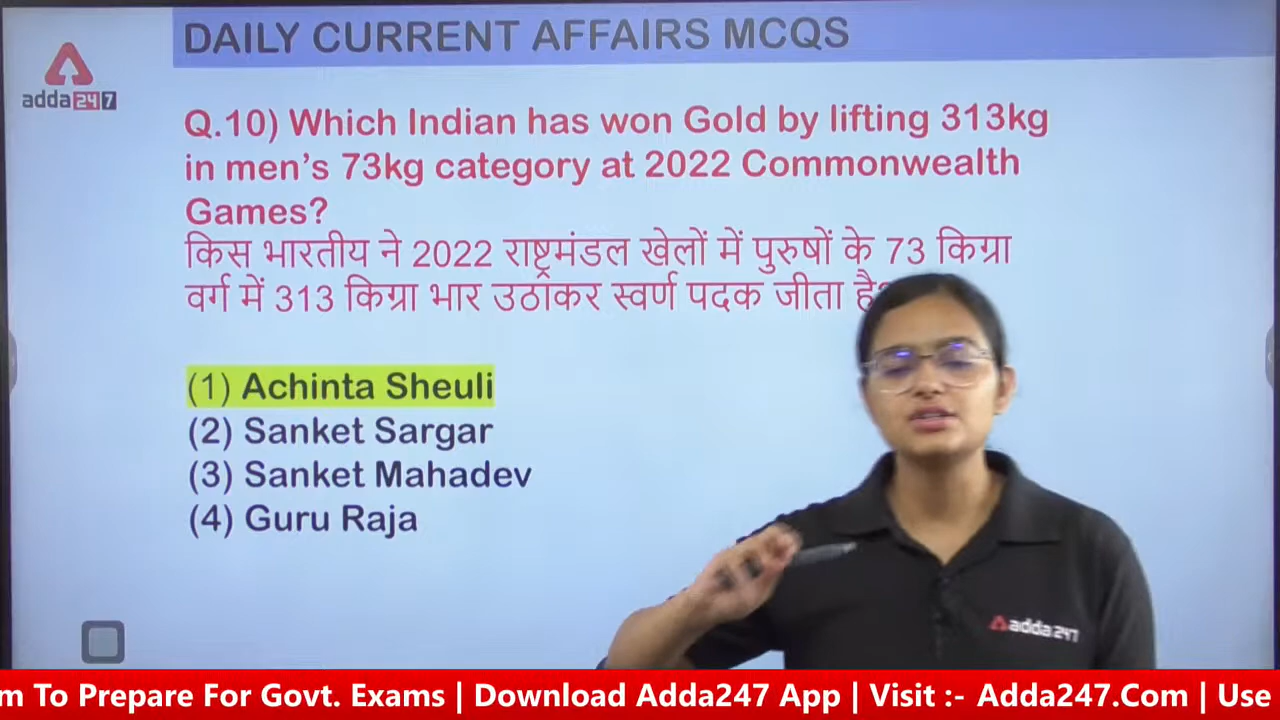 DAILY CURRENT AFFAIRS MCQS
adda247
Q.10) Which Indian has won Gold by lifting 313kg
in men's 73kg category at 2022 Commonwealth
Games?
किस भारतीय ने 2022 राष्ट्रमंडल खेलों में पुरुषों के 73 किग्रा
वर्ग में 313 किग्रा भार उठाकर स्वर्ण पदक जीता है
(1) Achinta Sheuli
(2) Sanket Sargar
(3) Sanket Mahadev
(4) Guru Raja
adda247
To Prepare For Govt. Exams | Download Adda247 App | Visit :- Adda247.Com | Use